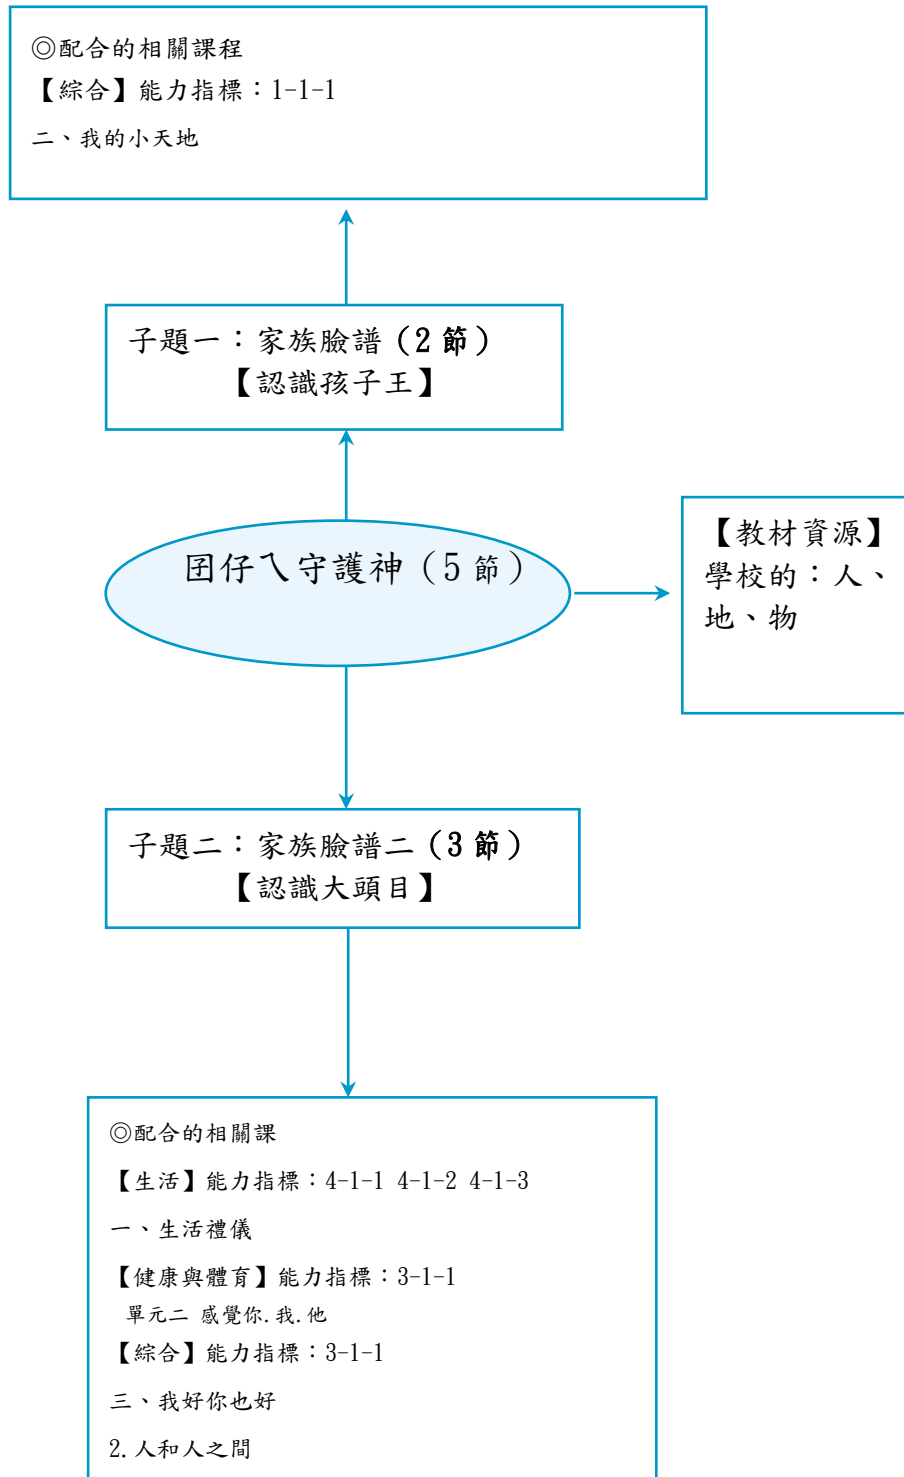 ◎配合的相關課程
【綜合】能力指標：1-1-1
二、我的小天地
子題一：家族臉譜（2 節）
【認識孩子王】
囝仔ㄟ守護神（5 節）
【教材資源】
學校的：人、
地、物
子題二：家族臉譜二（3 節）
【認識大頭目】
◎配合的相關課
【生活】能力指標：4-1-1 4-1-2 4-1-3
一、生活禮儀
【健康與體育】能力指標：3-1-1
單元二 感覺你.我.他
【綜合】能力指標：3-1-1
三、我好你也好
2.人和人之間